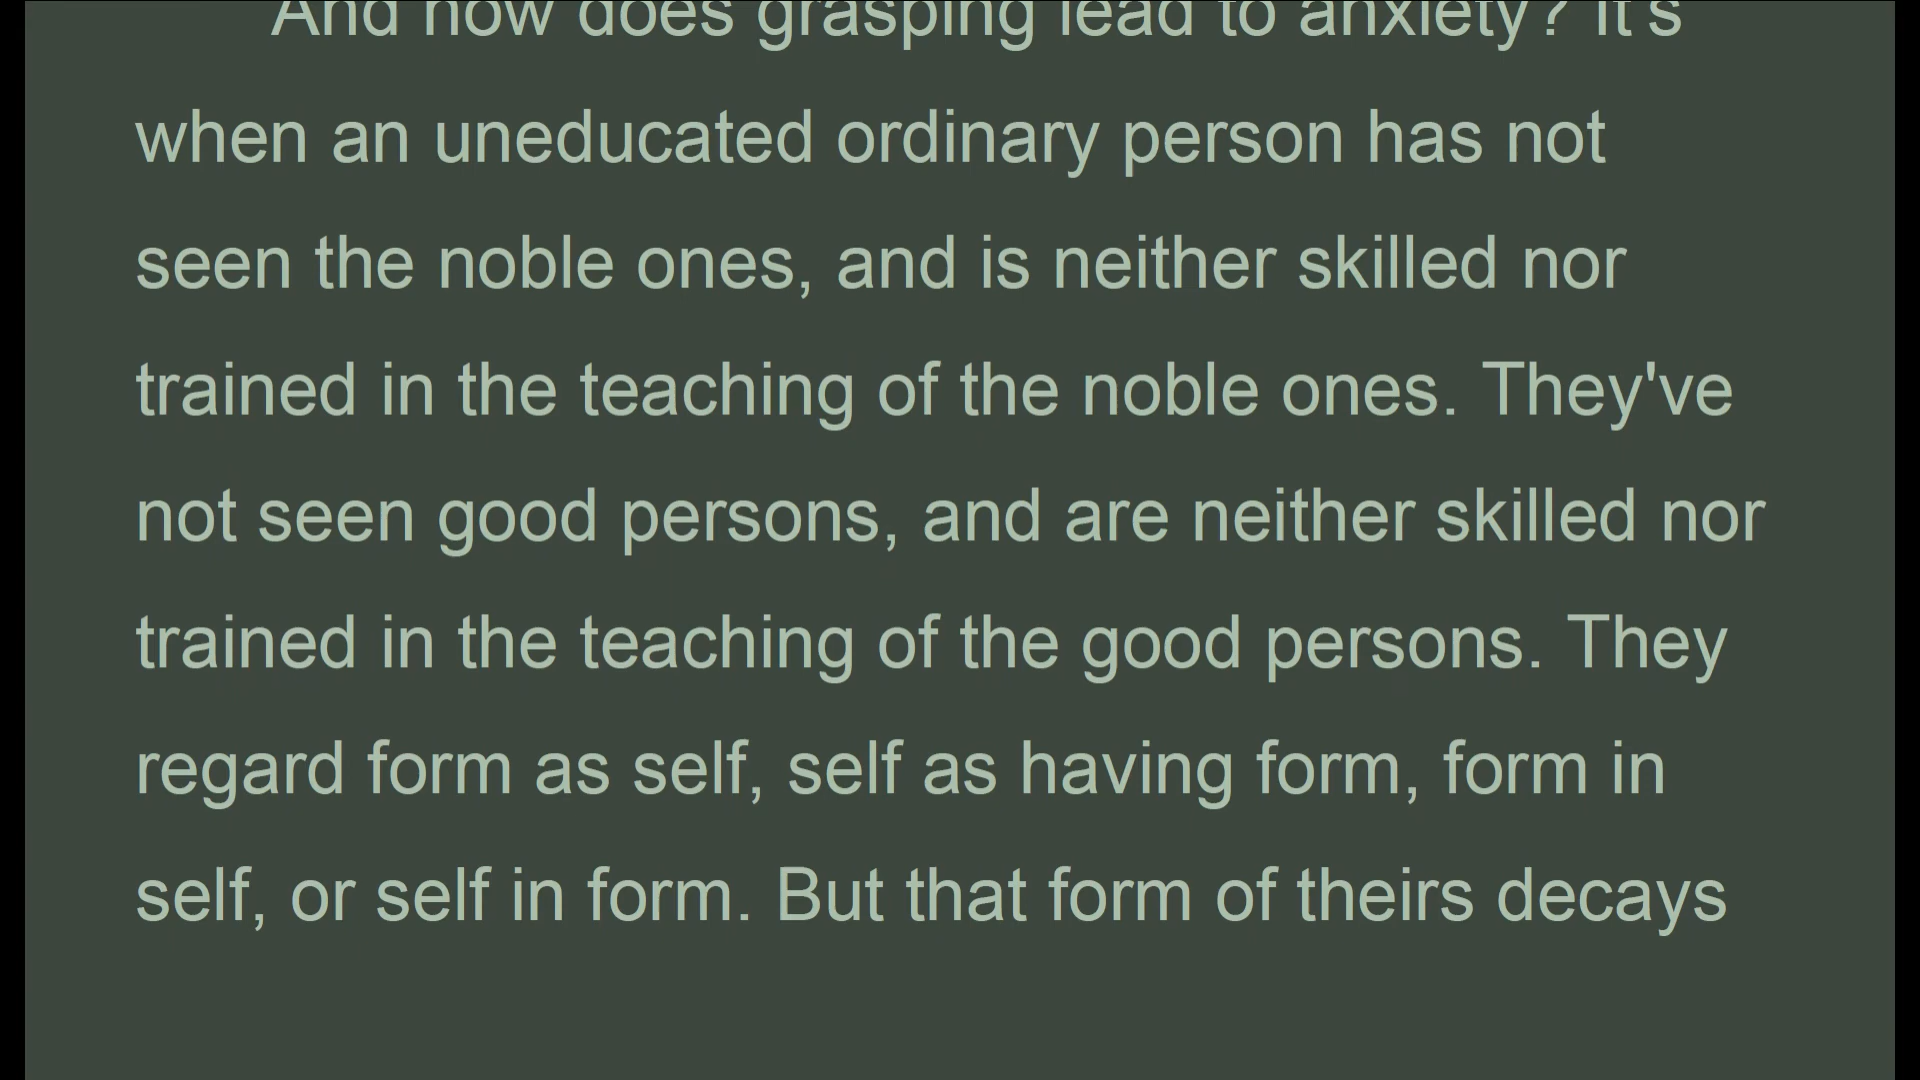 And how does grasping lead to anxiety? It's
when an uneducated ordinary person has not
seen the noble ones, and is neither skilled nor
trained in the teaching of the noble ones. They've
not seen good persons, and are neither skilled nor
trained in the teaching of the good persons. They
regard form as self, self as having form, form in
self, or self in form. But that form of theirs decays